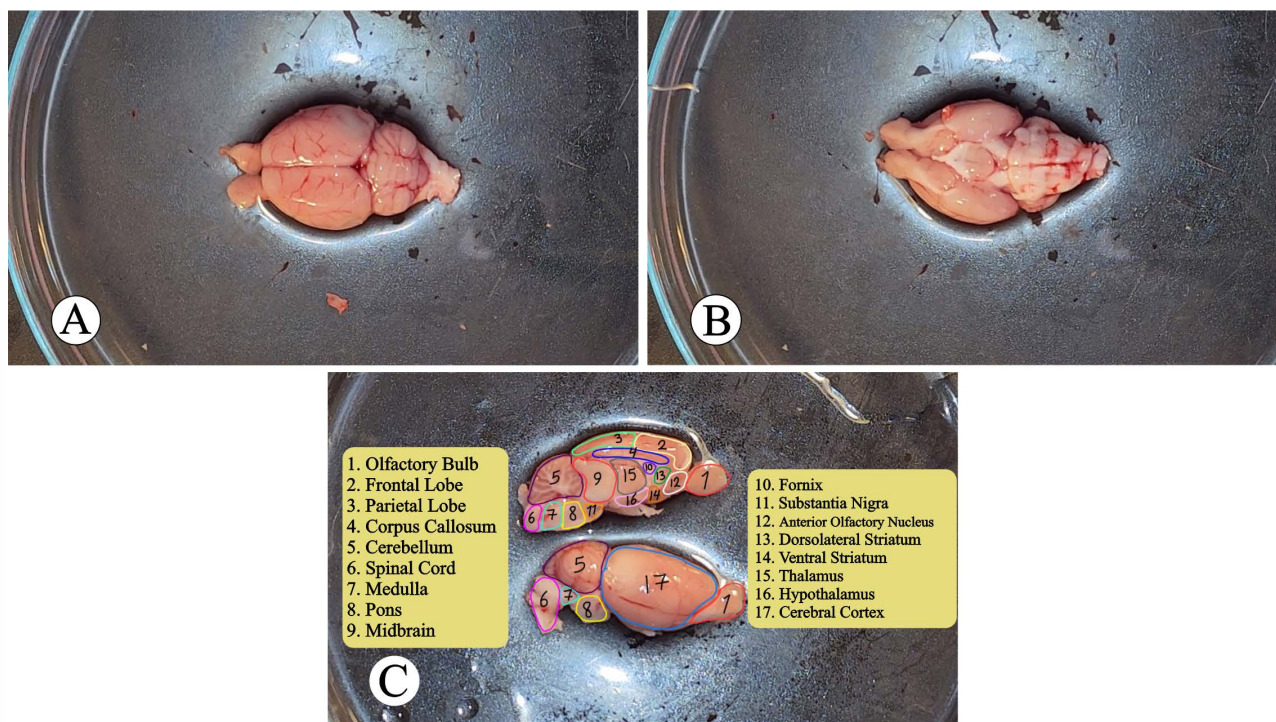 A
B
1. Olfactory Bulb
2. Frontal Lobe
3. Parietal Lobe
4. Corpus Callosum
5. Cerebellum
6. Spinal Cord
7. Medulla
8. Pons
9. Midbrain
3
2
4
10
5
9
15
13
12
1
16
14
6
7
8
11
5
17
6
7
8
1
10. Fornix
11. Substantia Nigra
12. Anterior Olfactory Nucleus
13. Dorsolateral Striatum
14. Ventral Striatum
15. Thalamus
16. Hypothalamus
17. Cerebral Cortex
C